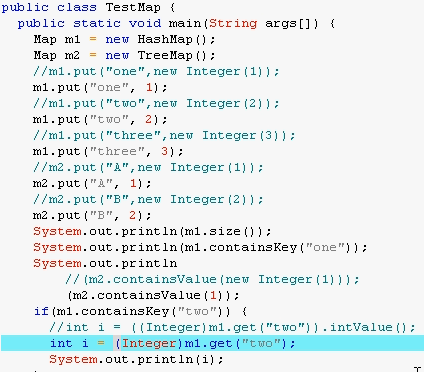 public class TestMap {
public static void main(String args[]) {
Map m1 = new HashMap();
Map m2 = new TreeMap();
//m1.put("one",new Integer(1));
m1.put("one", 1);
//m1.put("two",new Integer(2));
m1.put("two", 2);
//m1.put("three",new Integer(3));
m1.put("three", 3);
//m2.put("A",new Integer(1));
m2.put("A", 1);
//m2.put("B",new Integer(2));
m2.put("B", 2);
System.out.println(m1.size());
System.out.println(m1.containsKey("one"));
System.out.println
//(m2.containsValue(new Integer(1)));
(m2.containsValue(1));
if(m1.containsKey("two")) {
//int i = ((Integer)m1.get("two")).intValue();
int i = (Integer)m1.get("two");
System.out.println(i);